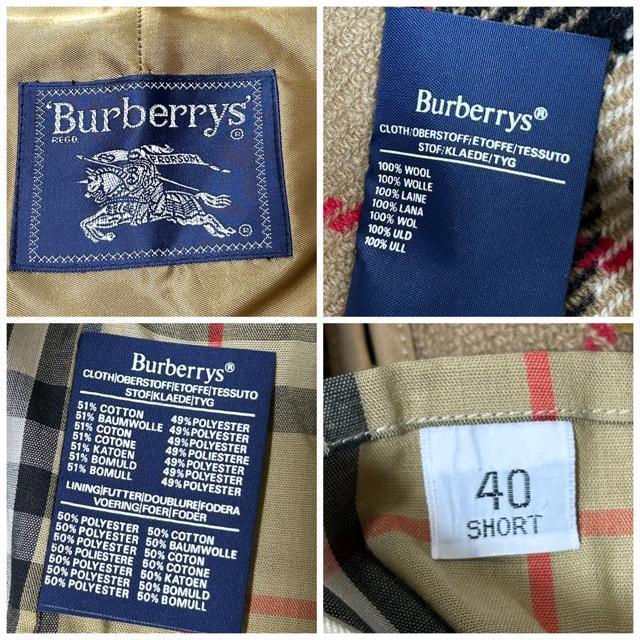 'Burberrys'
REGD.
PRORSUM
®
®
Burberrys®
CLOTH/OBERSTOFF/ETOFFE/TESSUTO
STOF/KLAEDE/TYG
100% WOOL
100% WOLLE
100% LAINE
100% LANA
100% WOL
100% ULD
100% ULL
Burberrys®
CLOTH/OBERSTOFF/ETOFFE/TESSUTO
STOF/KLAEDE/TYG
51% COTTON 49% POLYESTER
51% BAUMWOLLE 49% POLYESTER
51% COTON 49% POLYESTER
51% COTONE 49% POLIESTERE
51% KATOEN 49% POLYESTER
51% BOMULD 49% POLYESTER
51% BOMULL 49% POLYESTER
LINING/FUTTER/DOUBLURE/FODERA
VOERING/FOER/FODER
50% POLYESTER 50% COTTON
50% POLYESTER 50% BAUMWOLLE
50% POLYESTER 50% COTON
50% POLIESTERE 50% COTONE
50% POLYESTER 50% KATOEN
50% POLYESTER 50% BOMULD
50% POLYESTER 50% BOMULL
40
SHORT